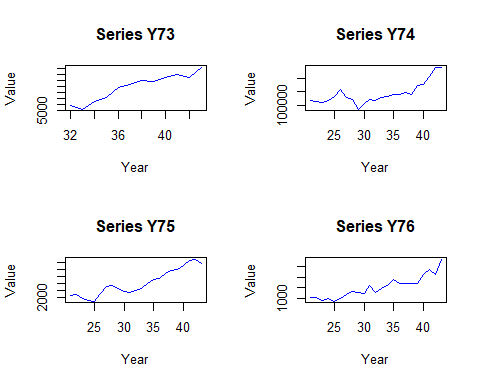 Series Y73
Value
5000
32 36 40
Year
Series Y74
Value
100000
25 30 35 40
Year
Series Y75
Value
2000
25 30 35 40
Year
Series Y76
Value
1000
25 30 35 40
Year